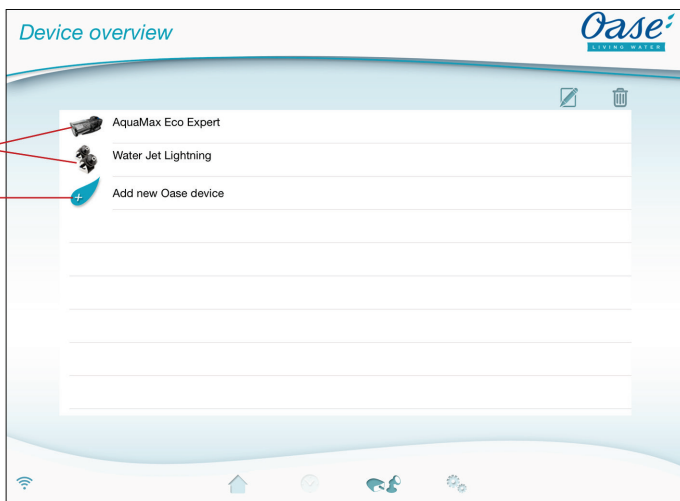 Device overview
Oase
LIVING WATER
AquaMax Eco Expert
Water Jet Lightning
Add new Oase device